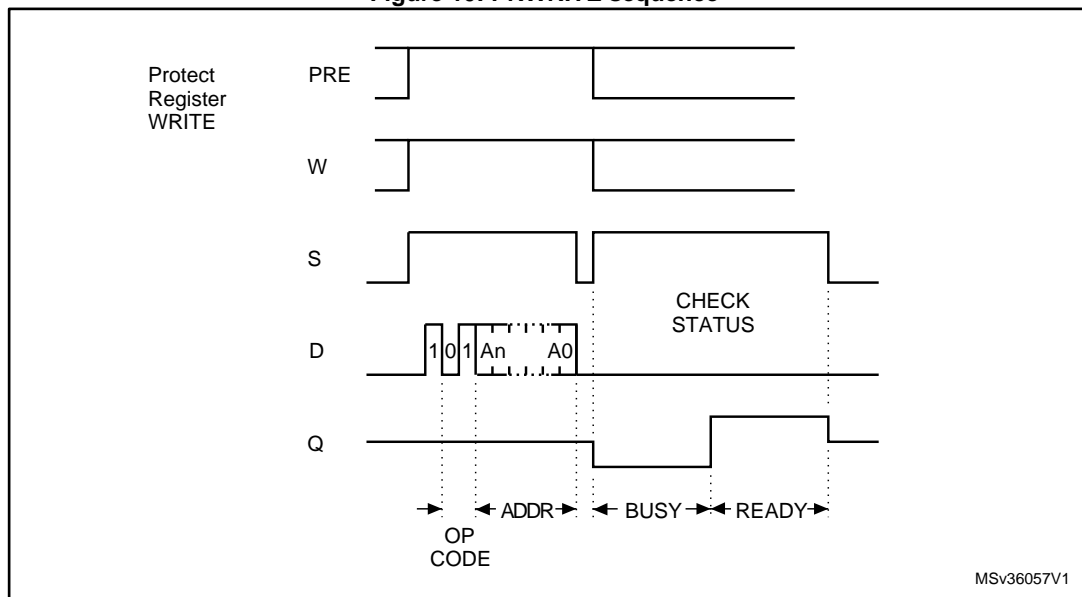 Protect
Register
WRITE
PRE
W
S
CHECK
STATUS
D
1 0 1 An A0
Q
ADDR BUSY READY
OP
CODE
MSv36057V1